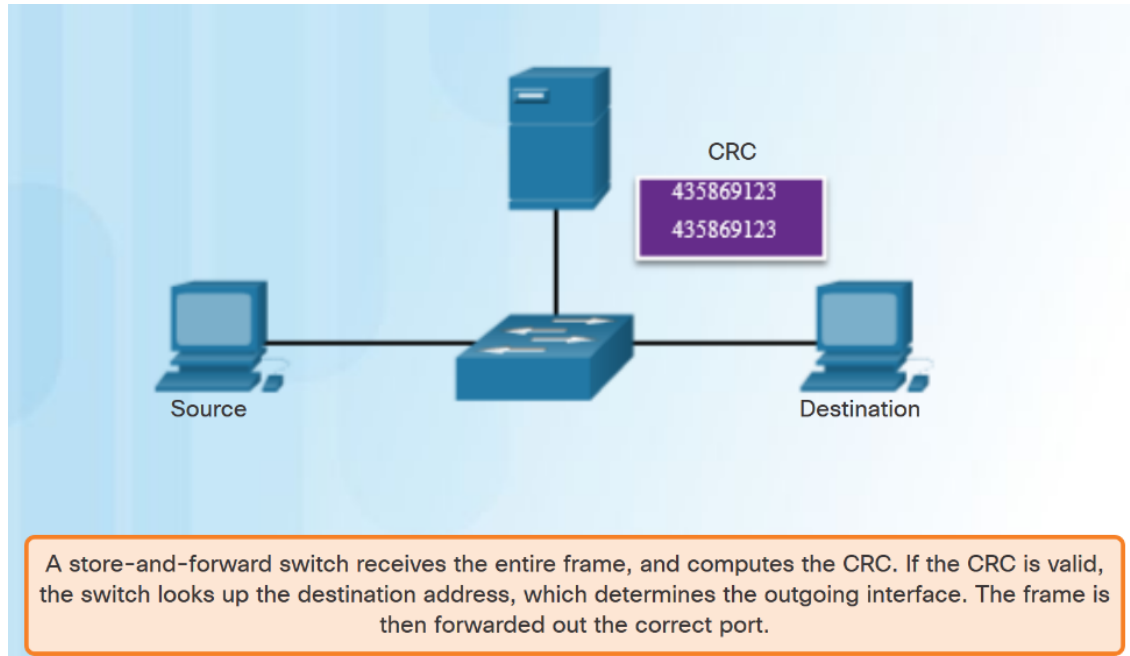 CRC
435869123
435869123
Source
Destination
A store-and-forward switch receives the entire frame, and computes the CRC. If the CRC is valid,
the switch looks up the destination address, which determines the outgoing interface. The frame is
then forwarded out the correct port.